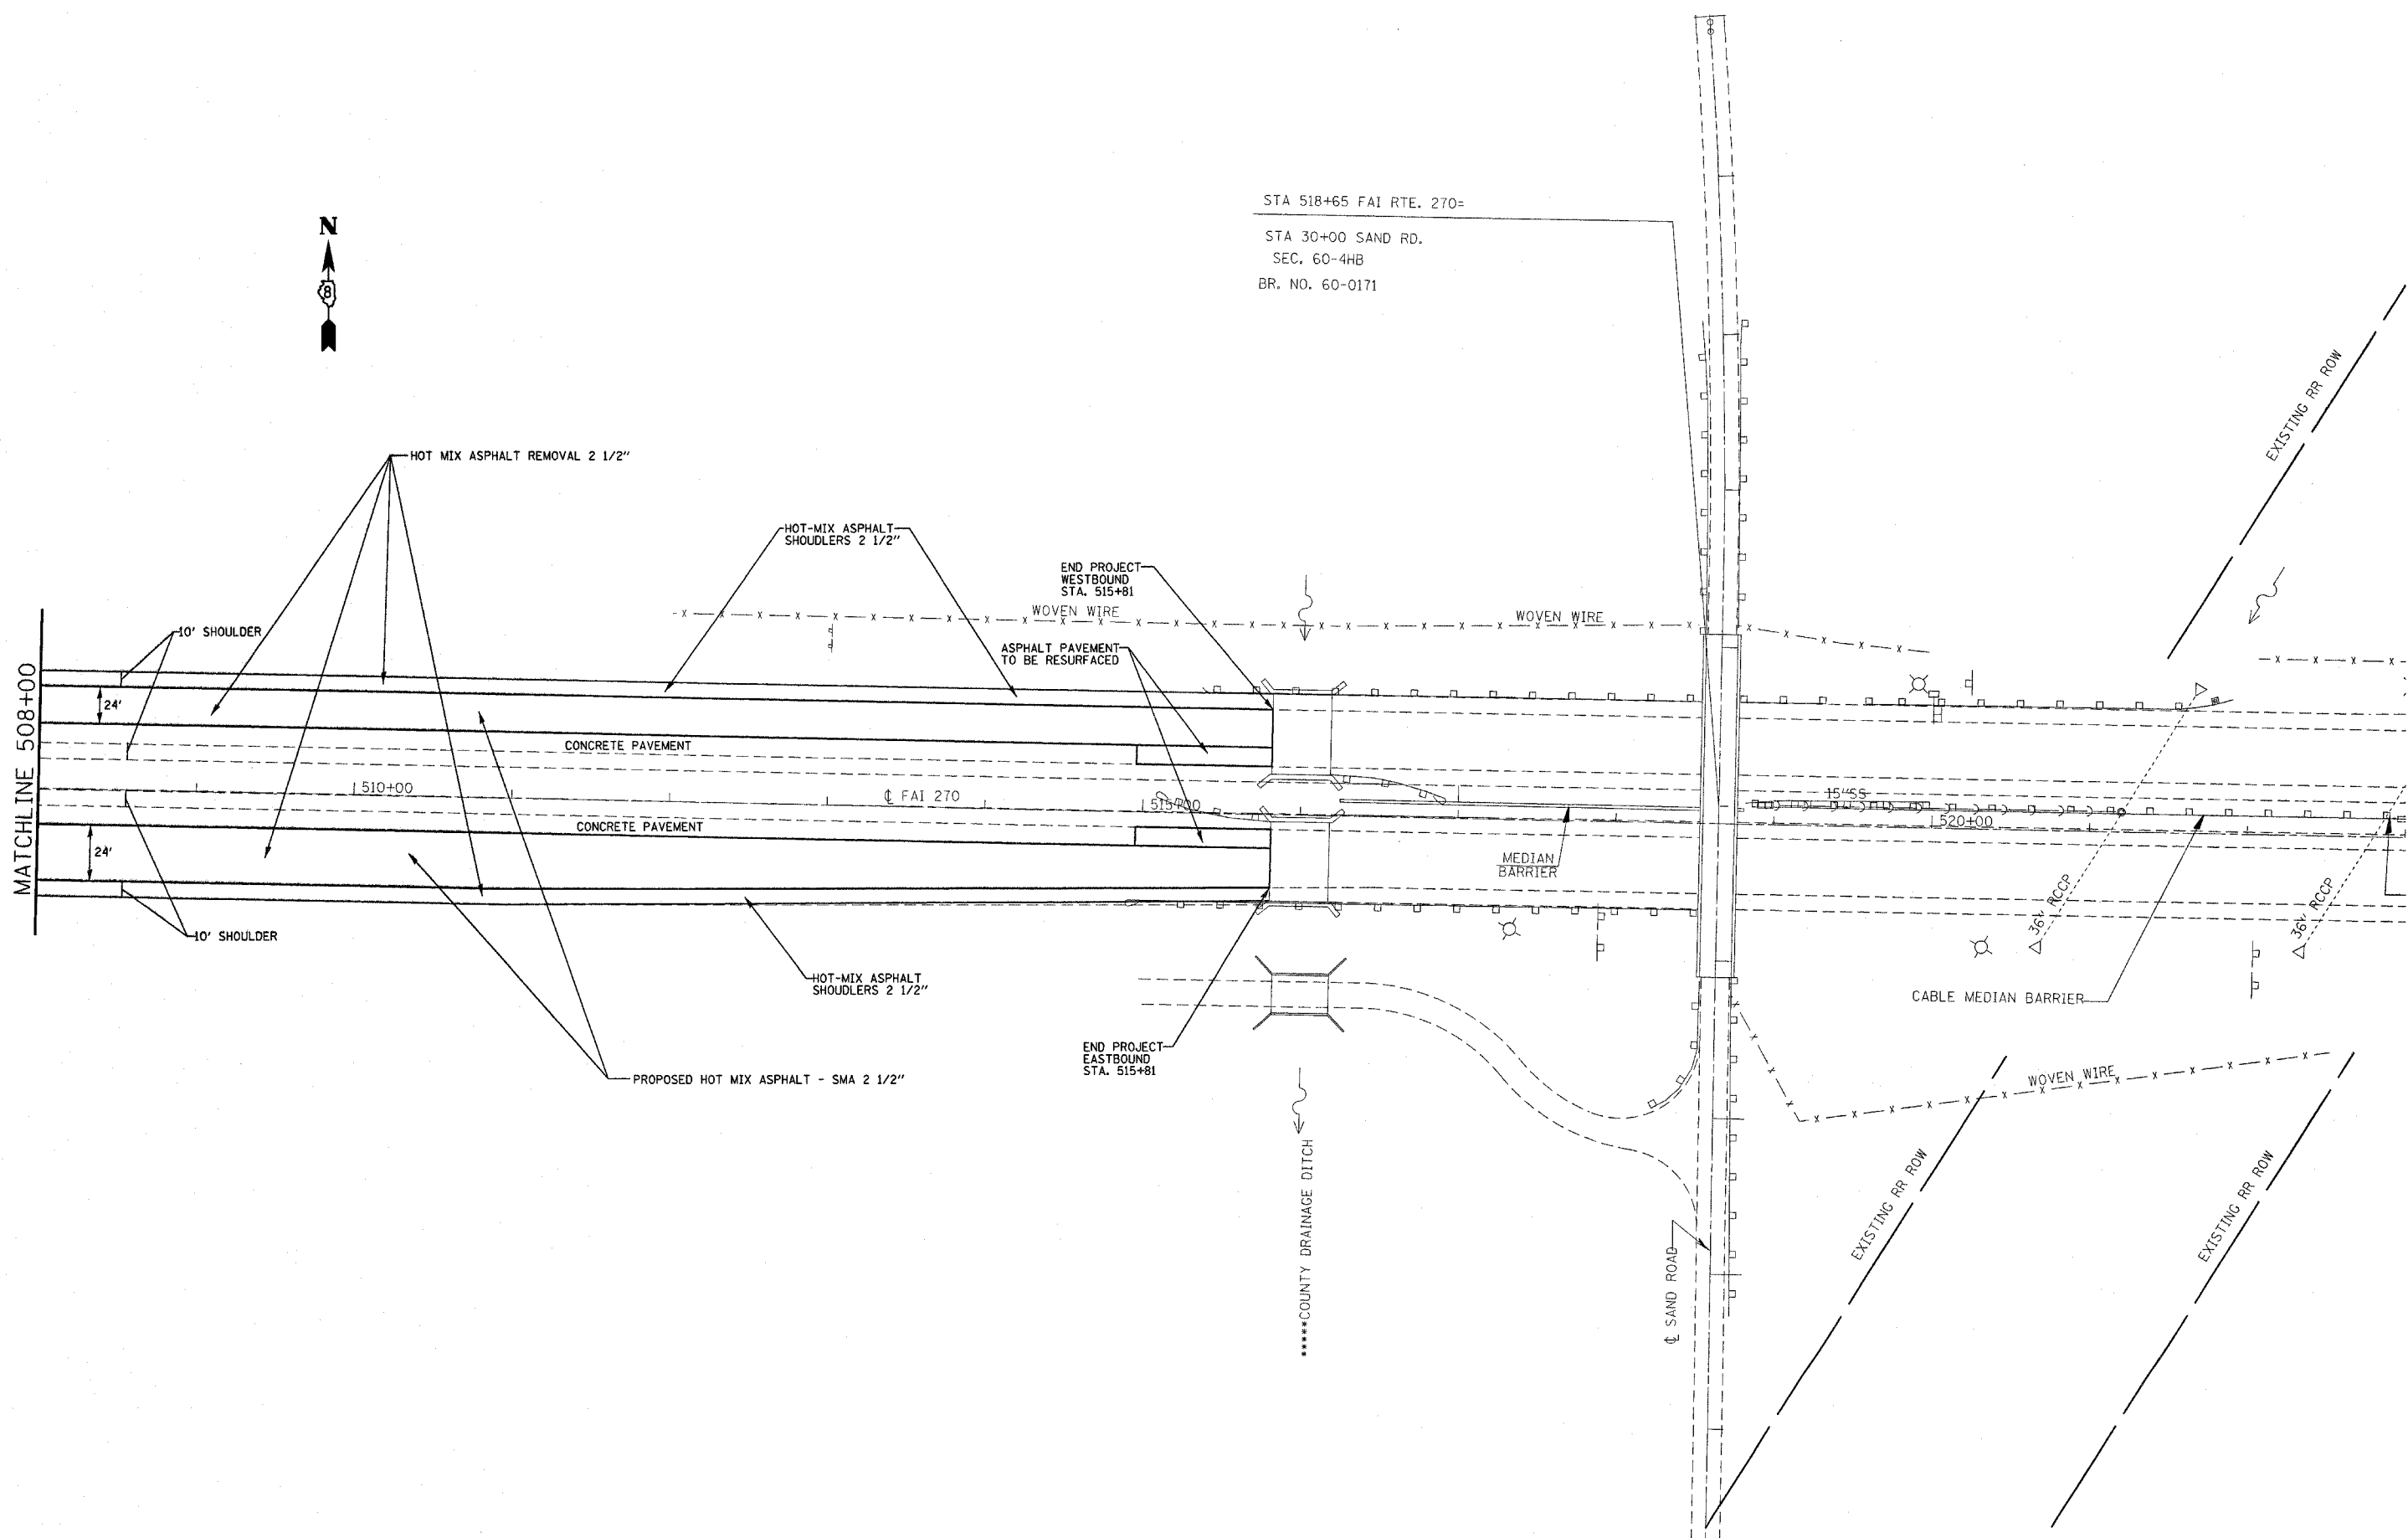 STA 518+65 FAI RTE. 270=
STA 30+00 SAND RD.
SEC. 60-4HB
BR. NO. 60-0171
N
8
EXISTING RR ROW
HOT MIX ASPHALT REMOVAL 2 1/2"
HOT-MIX ASPHALT
SHOUDLERS 2 1/2"
END PROJECT
WESTBOUND
STA. 515+81
WOVEN WIRE
WOVEN WIRE
10' SHOULDER
ASPHALT PAVEMENT
TO BE RESURFACED
MATCHLINE 508+00
24'
CONCRETE PAVEMENT
510+00
℄ FAI 270
515+00
15"SS
520+00
CONCRETE PAVEMENT
24'
MEDIAN
BARRIER
36" RCCP
36" RCCP
10' SHOULDER
HOT-MIX ASPHALT
SHOUDLERS 2 1/2"
CABLE MEDIAN BARRIER
END PROJECT
EASTBOUND
STA. 515+81
PROPOSED HOT MIX ASPHALT - SMA 2 1/2"
WOVEN WIRE
*****COUNTY DRAINAGE DITCH
℄ SAND ROAD
EXISTING RR ROW
EXISTING RR ROW